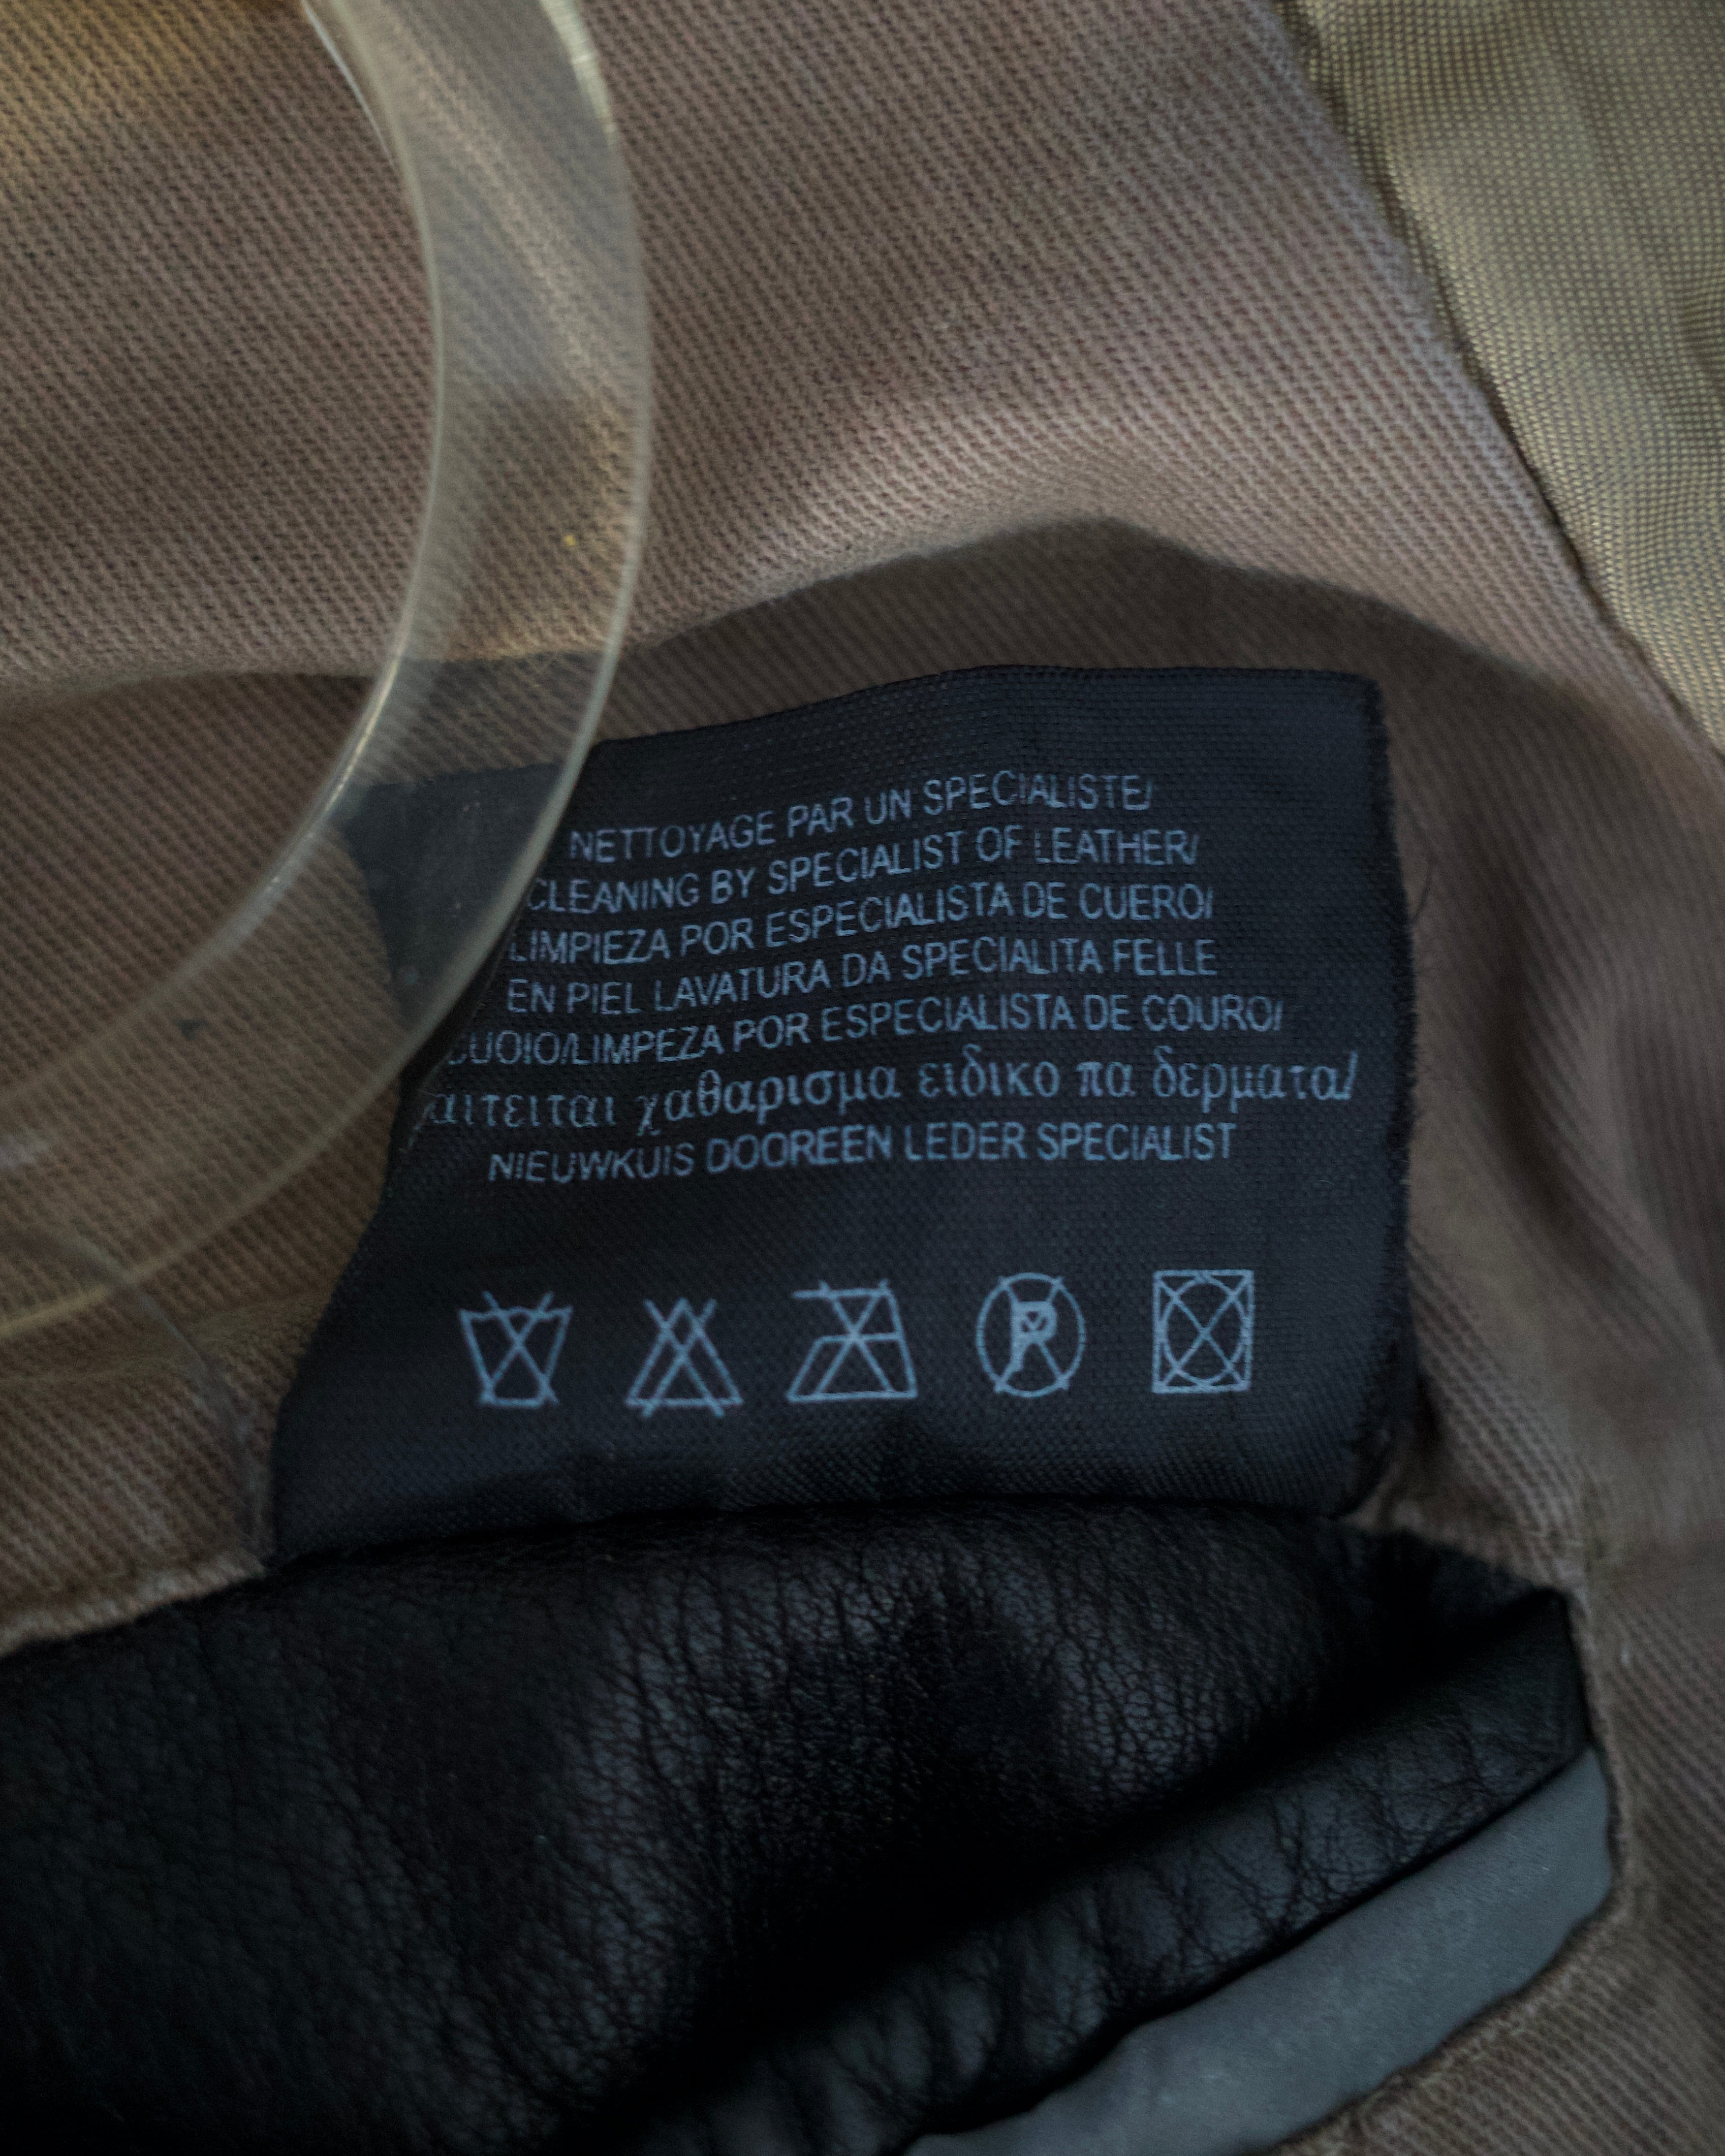 NETTOYAGE PAR UN SPECIALISTE/
CLEANING BY SPECIALIST OF LEATHER/
LIMPIEZA POR ESPECIALISTA DE CUERO/
EN PIEL LAVATURA DA SPECIALITA FELLE
CUOIO/LIMPEZA POR ESPECIALISTA DE COURO/
αιτειται χαθαρισμα ειδικο πα δερματα/
NIEUWKUIS DOOREEN LEDER SPECIALIST
P